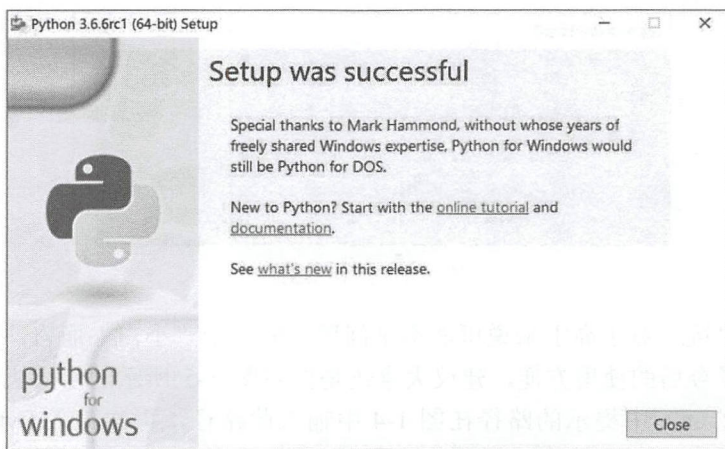 Python 3.6.6rc1 (64-bit) Setup
Setup was successful
Special thanks to Mark Hammond, without whose years of
freely shared Windows expertise, Python for Windows would
still be Python for DOS.
New to Python? Start with the online tutorial and
documentation.
See what's new in this release.
python
for
windows
Close